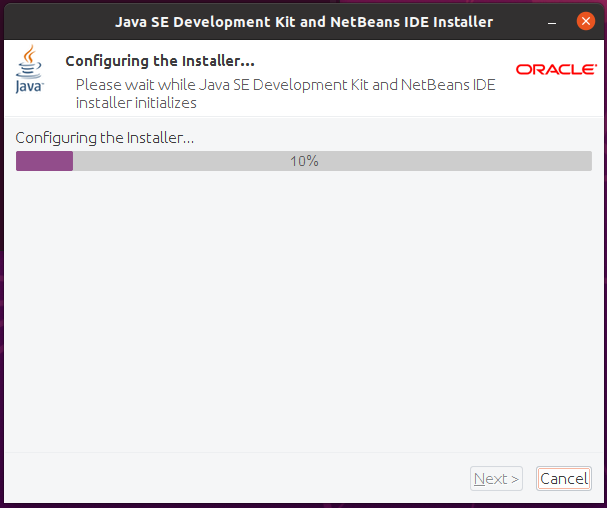 Java SE Development Kit and NetBeans IDE Installer
Configuring the Installer...
Please wait while Java SE Development Kit and NetBeans IDE
installer initializes
Java™
ORACLE®
Configuring the Installer...
10%
Next >
Cancel